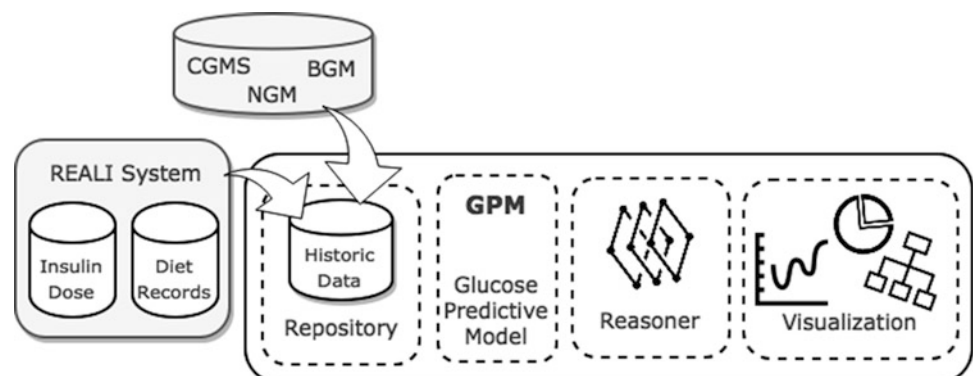 CGMS
BGM
NGM
REALI System
Insulin
Dose
Diet
Records
Historic
Data
Repository
GPM
Glucose
Predictive
Model
Reasoner
Visualization